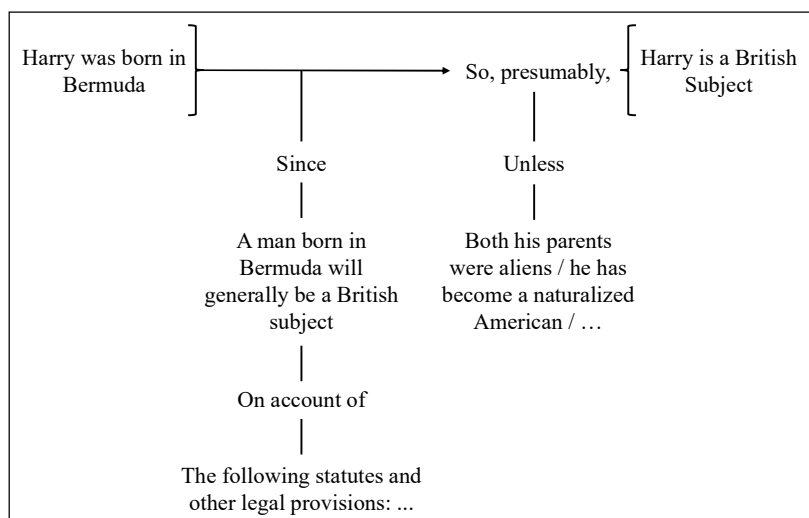 Harry was born in
Bermuda
So, presumably,
Harry is a British
Subject
Since
Unless
A man born in
Bermuda will
generally be a British
subject
Both his parents
were aliens / he has
become a naturalized
American / …
On account of
The following statutes and
other legal provisions: ...